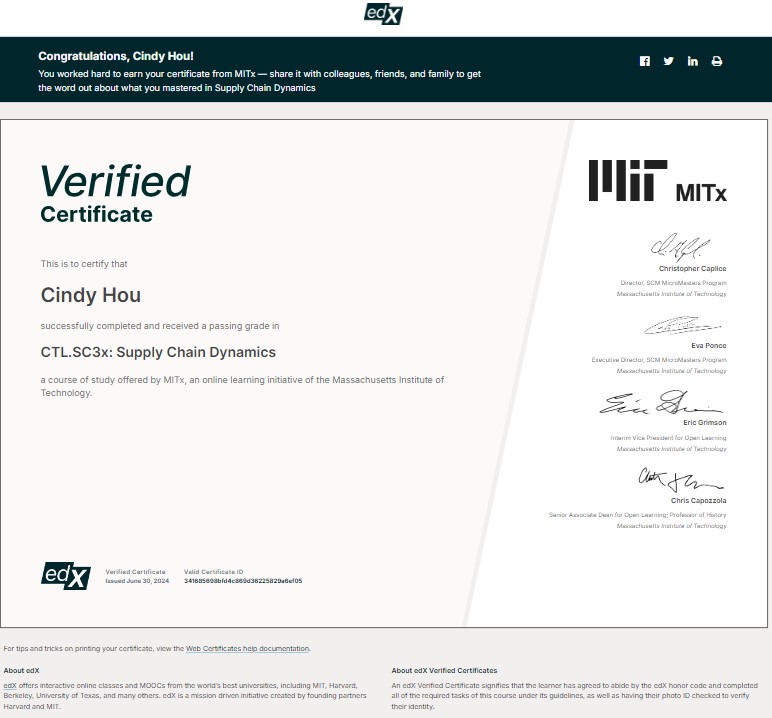 edX
Congratulations, Cindy Hou!
You worked hard to earn your certificate from MITx — share it with colleagues, friends, and family to get
the word out about what you mastered in Supply Chain Dynamics
Verified
Certificate
This is to certify that
Cindy Hou
successfully completed and received a passing grade in
CTL.SC3x: Supply Chain Dynamics
a course of study offered by MITx, an online learning initiative of the Massachusetts Institute of
Technology.
MIT MITx
Christopher Caplice
Director, SCM MicroMasters Program
Massachusetts Institute of Technology
Eva Ponce
Executive Director, SCM MicroMasters Program
Massachusetts Institute of Technology
Eric Grimson
Interim Vice President for Open Learning
Massachusetts Institute of Technology
Chris Capozzola
Senior Associate Dean for Open Learning; Professor of History
Massachusetts Institute of Technology
edX
Verified Certificate
Issued June 30, 2024
Valid Certificate ID
341685698bfd4c869d36225829a6ef05
For tips and tricks on printing your certificate, view the Web Certificates help documentation.
About edX
edX offers interactive online classes and MOOCs from the world's best universities, including MIT, Harvard,
Berkeley, University of Texas, and many others. edX is a mission driven initiative created by founding partners
Harvard and MIT.
About edX Verified Certificates
An edX Verified Certificate signifies that the learner has agreed to abide by the edX honor code and completed
all of the required tasks of this course under its guidelines, as well as having their photo ID checked to verify
their identity.